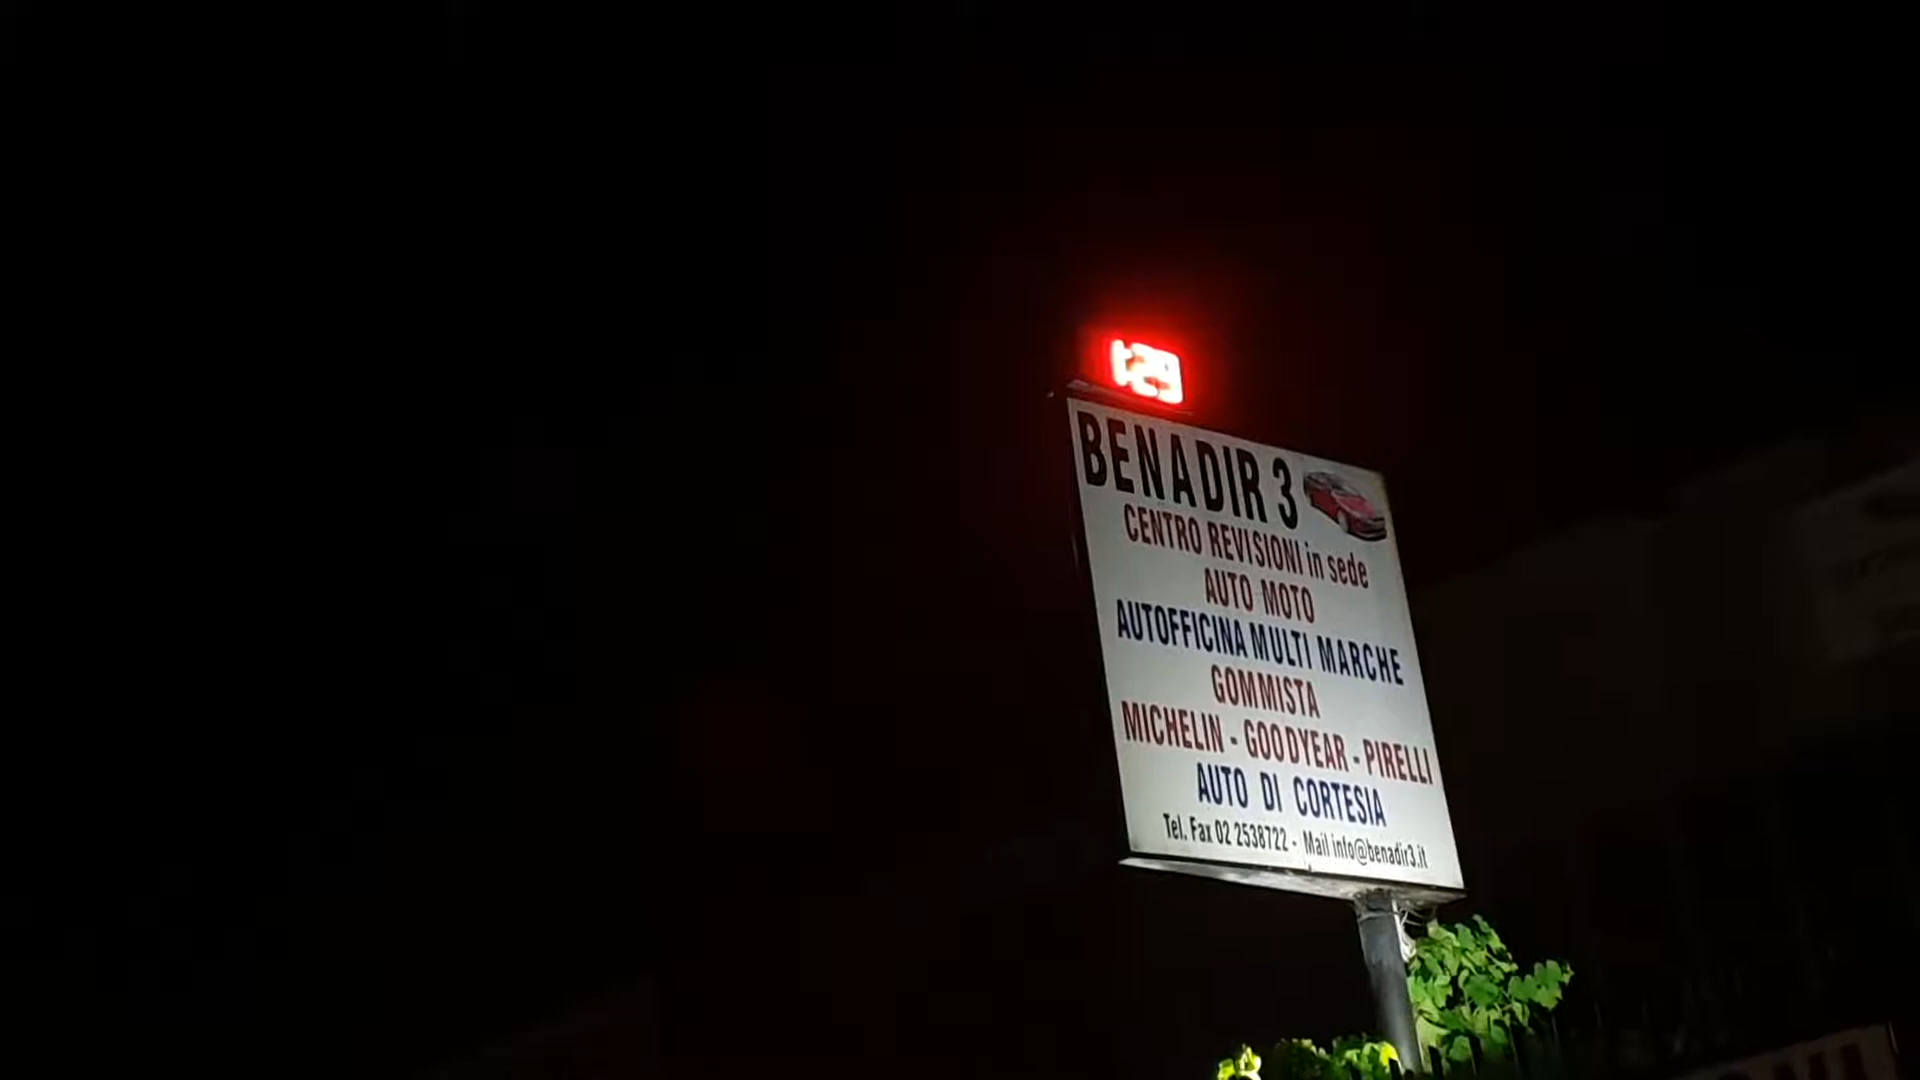 BENADIR 3
CENTRO REVISIONI in sede
AUTO MOTO
AUTOFFICINA MULTI MARCHE
GOMMISTA
MICHELIN - GOODYEAR - PIRELLI
AUTO DI CORTESIA
Tel. Fax 02 2538722 - Mail info@benadir3.it